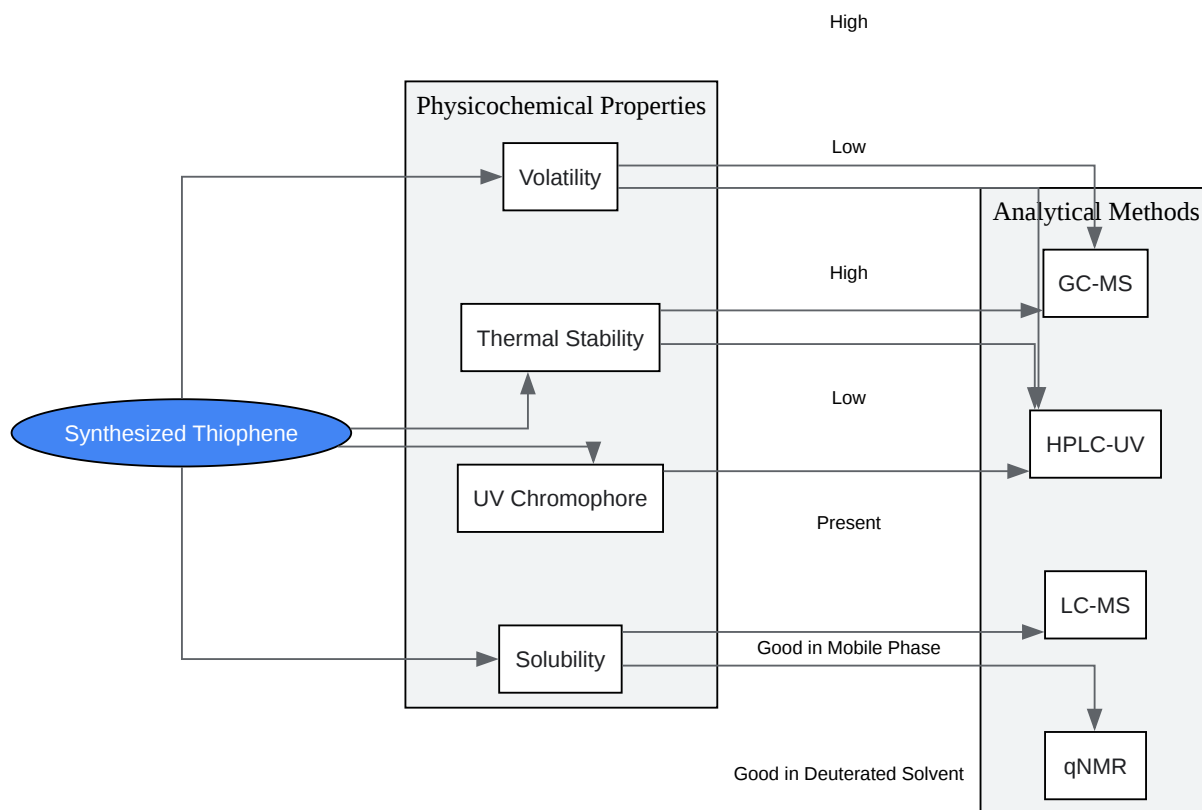 High
Physicochemical Properties
Low
Volatility
Analytical Methods
High
GC-MS
Thermal Stability
Low
Synthesized Thiophene
HPLC-UV
UV Chromophore
Present
LC-MS
Good in Mobile Phase
Solubility
Good in Deuterated Solvent
qNMR